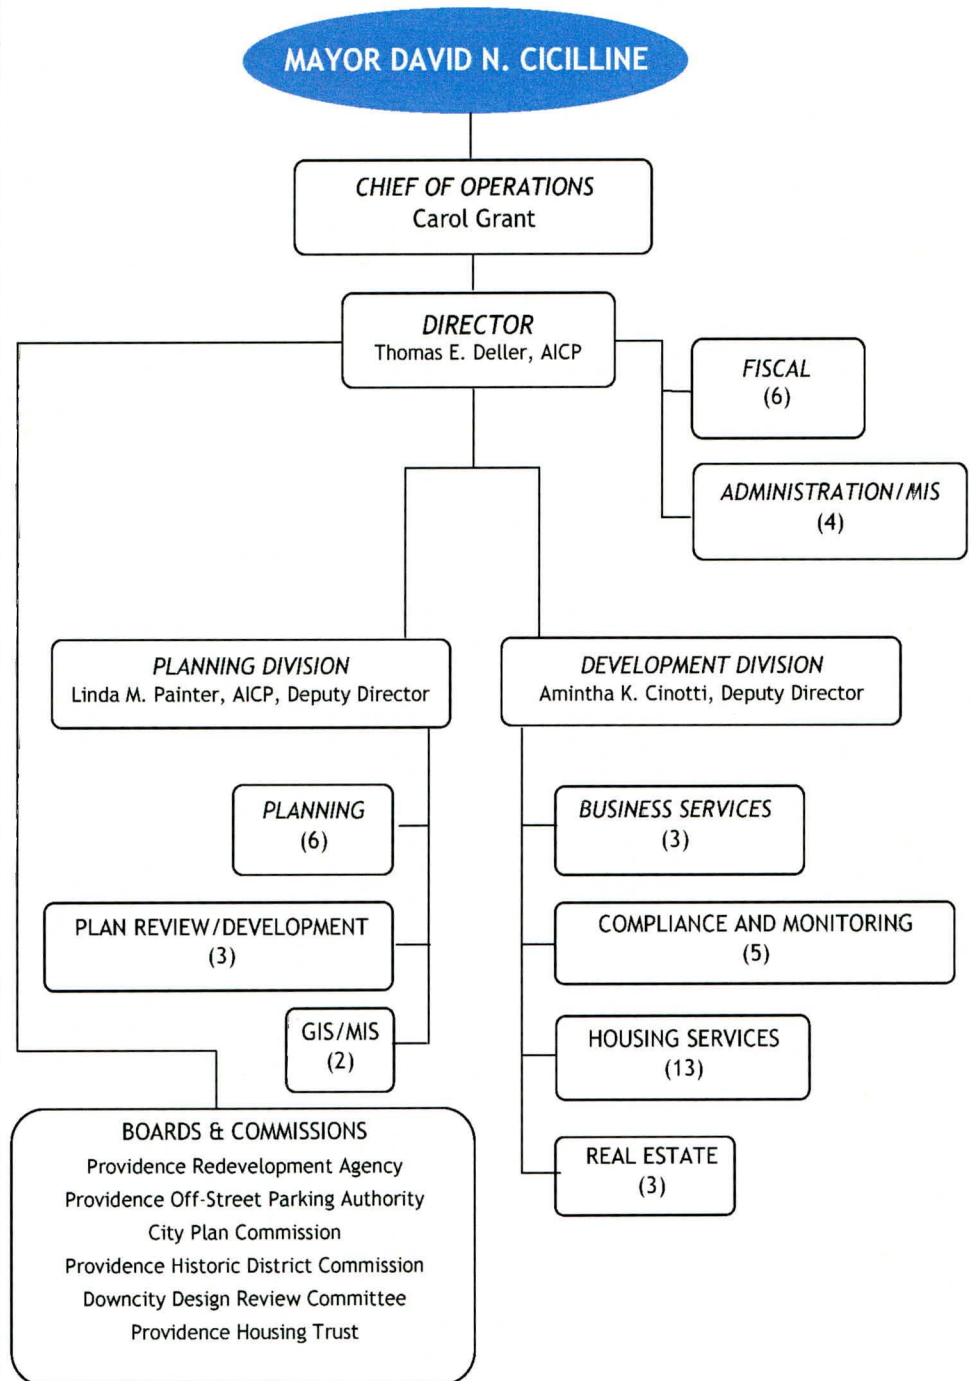 MAYOR DAVID N. CICILLINE
CHIEF OF OPERATIONS
Carol Grant
DIRECTOR
Thomas E. Deller, AICP
FISCAL
(6)
ADMINISTRATION/MIS
(4)
PLANNING DIVISION
Linda M. Painter, AICP, Deputy Director
DEVELOPMENT DIVISION
Amintha K. Cinotti, Deputy Director
PLANNING
(6)
PLAN REVIEW/DEVELOPMENT
(3)
GIS/MIS
(2)
BUSINESS SERVICES
(3)
COMPLIANCE AND MONITORING
(5)
HOUSING SERVICES
(13)
REAL ESTATE
(3)
BOARDS & COMMISSIONS
Providence Redevelopment Agency
Providence Off-Street Parking Authority
City Plan Commission
Providence Historic District Commission
Downcity Design Review Committee
Providence Housing Trust